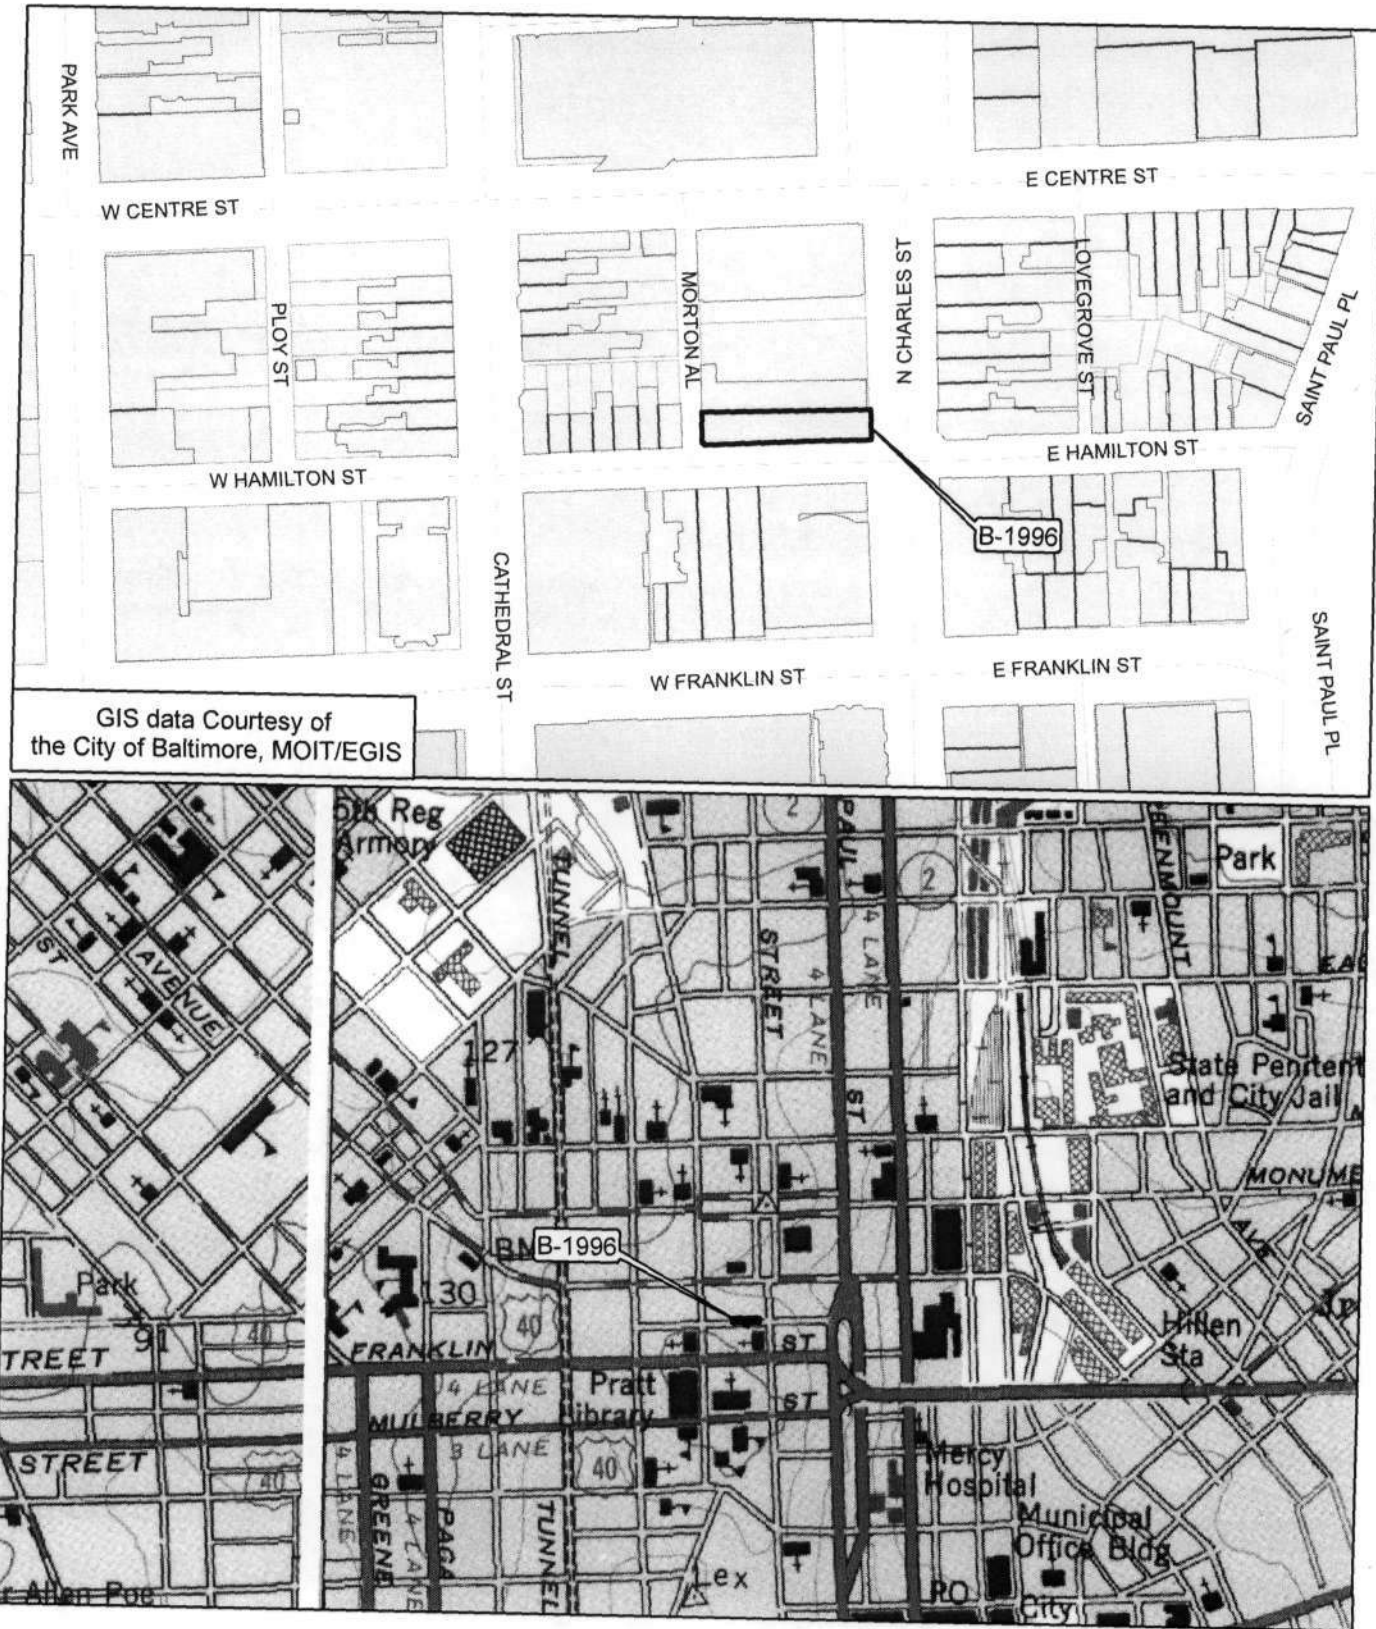 PARK AVE
W CENTRE ST
E CENTRE ST
PLOY ST
MORTON AL
N CHARLES ST
LOVEGROVE ST
SAINT PAUL PL
W HAMILTON ST
E HAMILTON ST
B-1996
CATHEDRAL ST
W FRANKLIN ST
E FRANKLIN ST
SAINT PAUL PL
GIS data Courtesy of
the City of Baltimore, MOIT/EGIS
5th Reg
Armory
2
PAUL
2
Park
TUNNEL
STREET
4 LANE
4 LANE
ST
AVENUE
127
ST
State Penitent
and City Jail
MONUME
AVE
B-1996
Park
130
91
40
40
Hillen
Sta
TREET
FRANKLIN
ST
4 LANE
Pratt
Library
MULBERRY
ST
3 LANE
STREET
40
40
4 LANE
GREENE
4 LANE
PACA
TUNNEL
Mercy
Hospital
Municipal
Office Bldg
Lex
PO
City
r Allen Poe